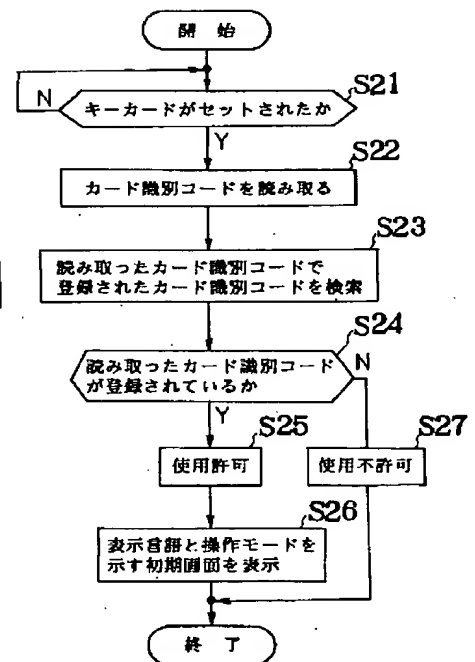 開始
N
キーカードがセットされたか
S21
Y
S22
カード識別コードを読み取る
S23
読み取ったカード識別コードで
登録されたカード識別コードを検索
S24
読み取ったカード識別コード
が登録されているか
N
Y
S25
使用許可
S27
使用不許可
S26
表示言語と操作モードを
示す初期画面を表示
終了